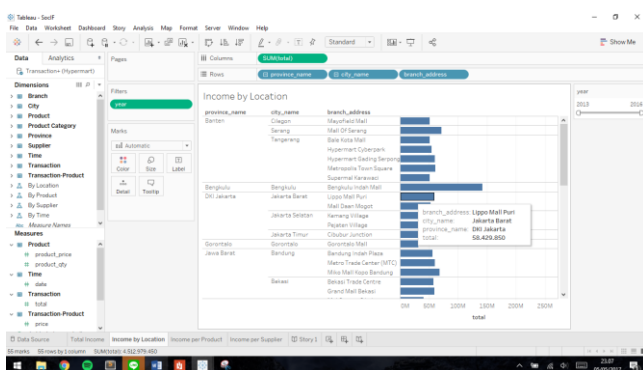 Tableau - SecIF
File Data Worksheet Dashboard Story Analysis Map Format Server Window Help
Standard
Show Me
Data Analytics
Pages
Columns SUM(total)
Transaction+ (Hypermart)
Rows province_name city_name branch_address
Dimensions
Filters
year
Income by Location
province_name city_name branch_address
year
2013 2016
Branch
City
Product
Product Category
Province
Supplier
Time
Transaction
Transaction-Product
By Location
By Product
By Supplier
By Time
Measure Names
Marks
Automatic
Color Size Label
Detail Tooltip
Banten Cilegon Mayofield Mall
Serang Mall Of Serang
Tangerang Bale Kota Mall
Hypermart Cyberpark
Hypermart Gading Serpong
Metropolis Town Square
Supermal Karawaci
Bengkulu Bengkulu Bengkulu Indah Mall
DKI Jakarta Jakarta Barat Lippo Mall Puri
Mall Daan Mogot
Jakarta Selatan Kemang Village
Pejaten Village
Jakarta Timur Cibubur Junction
Gorontalo Gorontalo Gorontalo Mall
Jawa Barat Bandung Bandung Indah Plaza
Metro Trade Center (MTC)
Miko Mall Kopo Bandung
Bekasi Bekasi Trade Centre
Grand Mall Bekasi
branch_address: Lippo Mall Puri
city_name: Jakarta Barat
province_name: DKI Jakarta
total: 58.429.850
Measures
Product
product_price
product_qty
Time
date
Transaction
total
Transaction-Product
price
0M 50M 100M 150M 200M 250M
total
Data Source Total Income Income by Location Income per Product Income per Supplier Story 1
55 rows by 1 column SUM(total): 4.512.979.450
23.07